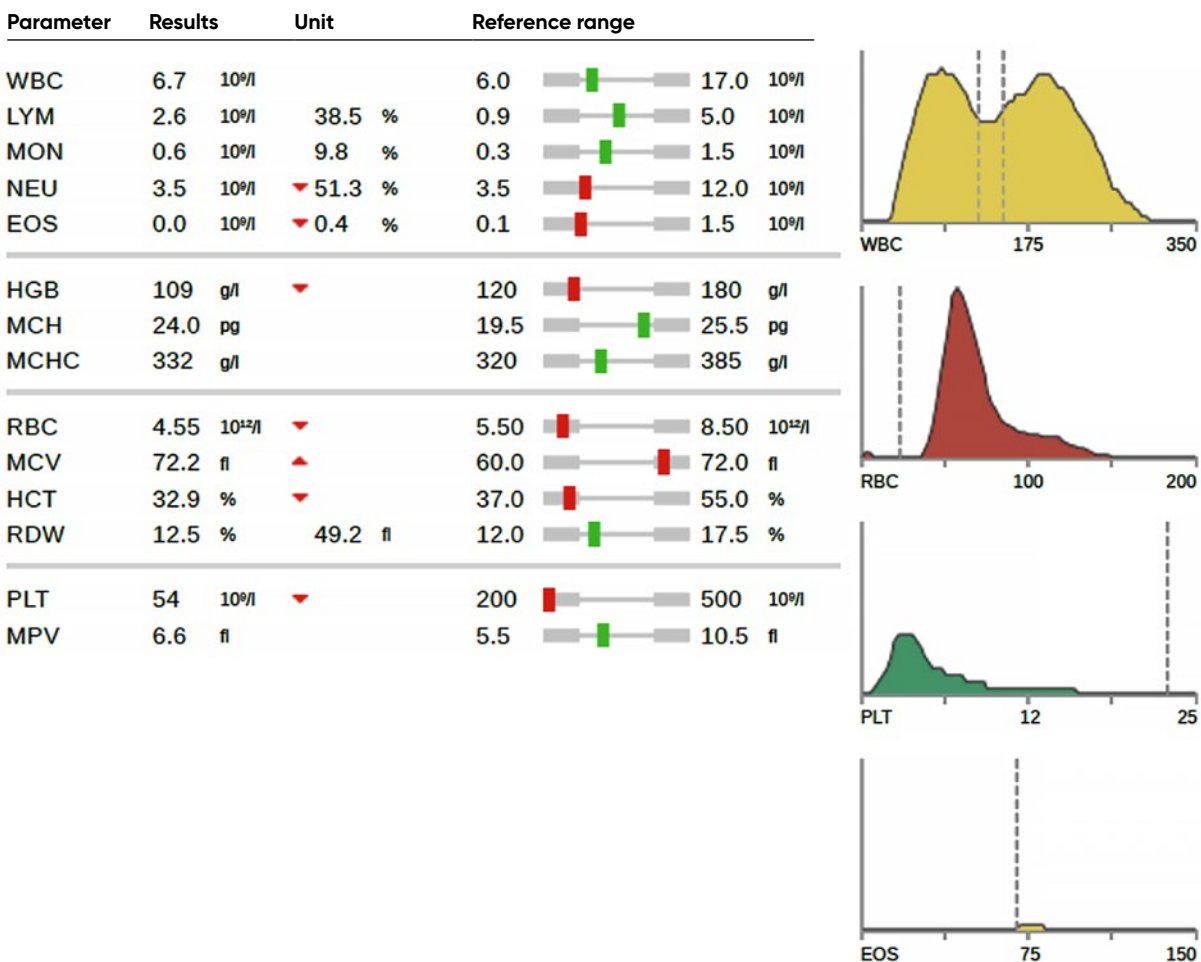 Parameter Results Unit Reference range
WBC 6.7 10⁹/l 6.0 17.0 10⁹/l
LYM 2.6 10⁹/l 38.5 % 0.9 5.0 10⁹/l
MON 0.6 10⁹/l 9.8 % 0.3 1.5 10⁹/l
NEU 3.5 10⁹/l 51.3 % 3.5 12.0 10⁹/l
EOS 0.0 10⁹/l 0.4 % 0.1 1.5 10⁹/l
HGB 109 g/l 120 180 g/l
MCH 24.0 pg 19.5 25.5 pg
MCHC 332 g/l 320 385 g/l
RBC 4.55 10¹²/l 5.50 8.50 10¹²/l
MCV 72.2 fl 60.0 72.0 fl
HCT 32.9 % 37.0 55.0 %
RDW 12.5 % 49.2 fl 12.0 17.5 %
PLT 54 10⁹/l 200 500 10⁹/l
MPV 6.6 fl 5.5 10.5 fl
WBC 175 350
RBC 100 200
PLT 12 25
EOS 75 150